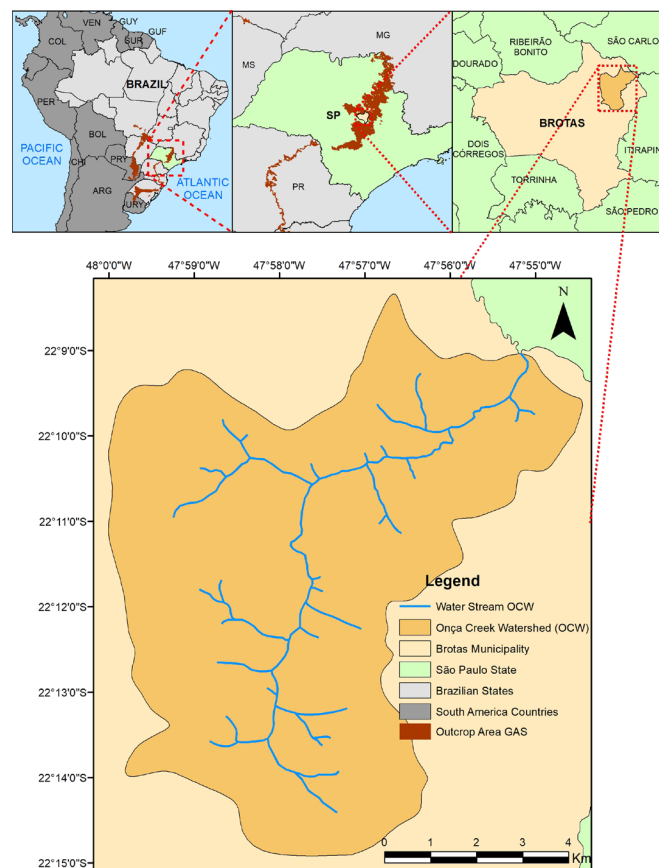 VEN
GUY
COL
SUR
GUF
BRAZIL
PER
BOL
PACIFIC
OCEAN
CHI
PRY
ATLANTIC
OCEAN
ARG
URY
MG
MS
SP
PR
SÃO CARLO
RIBEIRÃO
BONITO
DOURADO
BROTAS
DOIS
CÓRREGOS
ITIRAPIN
TORRINHA
SÃO PEDRO
48°0'0"W 47°59'0"W 47°58'0"W 47°57'0"W 47°56'0"W 47°55'0"W
N
22°9'0"S
22°10'0"S
22°11'0"S
22°12'0"S
22°13'0"S
22°14'0"S
22°15'0"S
Legend
Water Stream OCW
Onça Creek Watershed (OCW)
Brotas Municipality
São Paulo State
Brazilian States
South America Countries
Outcrop Area GAS
0 1 2 3 4
Km